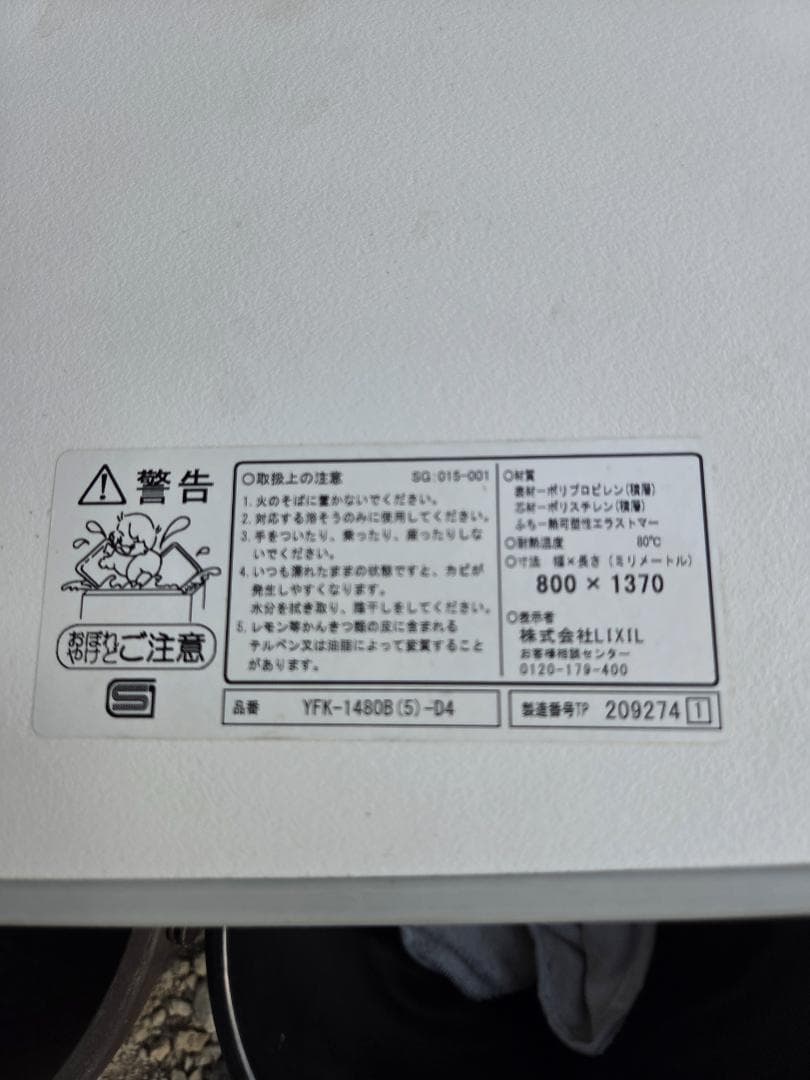 警告
おぼれ
やけど
ご注意
S
○取扱上の注意 SG:015-001
1. 火のそばに置かないでください。
2. 対応する浴そうのみに使用してください。
3. 手をついたり、乗ったり、座ったりしな
いでください。
4. いつも濡れたままの状態ですと、カビが
発生しやすくなります。
水分を拭き取り、陰干しをしてください。
5. レモン等かんきつ類の皮に含まれる
テルペン又は油脂によって変質すること
があります。
○材質
表材ーポリプロピレン(積層)
芯材ーポリスチレン(積層)
ふちー熱可塑性エラストマー
○耐熱温度 80℃
○寸法 幅×長さ (ミリメートル)
800 × 1370
○表示者
株式会社LIXIL
お客様相談センター
0120-179-400
品番 YFK-1480B(5)-D4
製造番号TP 209274 1